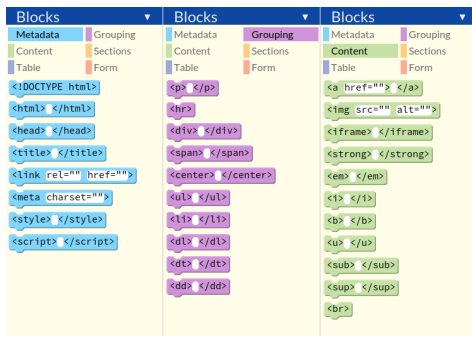 Blocks ▼
Metadata Grouping
Content Sections
Table Form
<!DOCTYPE html>
<html> </html>
<head> </head>
<title> </title>
<link rel="" href="">
<meta charset="">
<style> </style>
<script> </script>
Blocks ▼
Metadata Grouping
Content Sections
Table Form
<p> </p>
<hr>
<div> </div>
<span> </span>
<center> </center>
<ul> </ul>
<li> </li>
<dl> </dl>
<dt> </dt>
<dd> </dd>
Blocks ▼
Metadata Grouping
Content Sections
Table Form
<a href=""> </a>
<img src="" alt="">
<iframe> </iframe>
<strong> </strong>
<em> </em>
<i> </i>
<b> </b>
<u> </u>
<sub> </sub>
<sup> </sup>
<br>